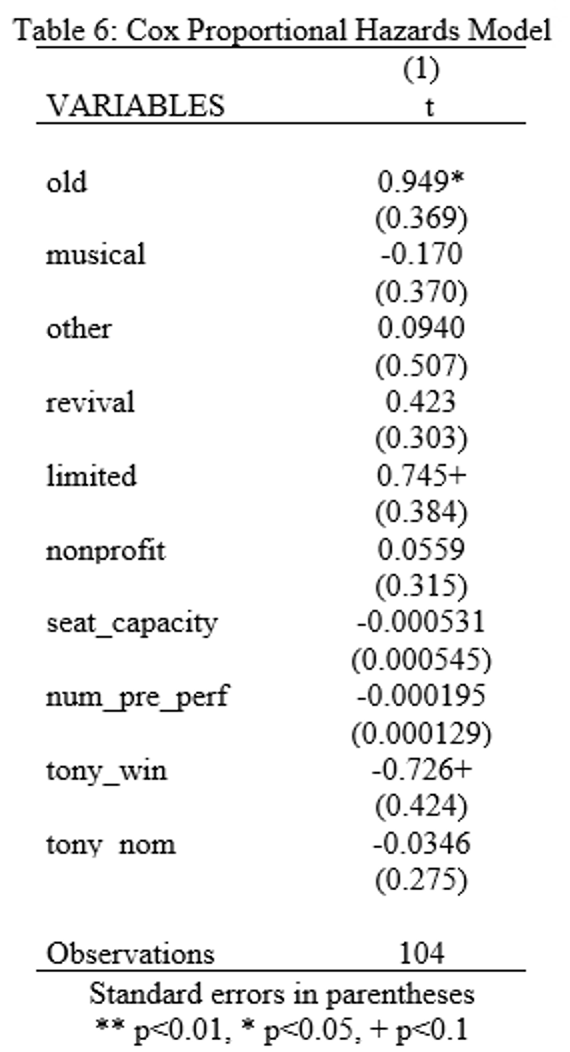 Table 6: Cox Proportional Hazards Model
(1)
VARIABLES t
old 0.949*
(0.369)
musical -0.170
(0.370)
other 0.0940
(0.507)
revival 0.423
(0.303)
limited 0.745+
(0.384)
nonprofit 0.0559
(0.315)
seat_capacity -0.000531
(0.000545)
num_pre_perf -0.000195
(0.000129)
tony_win -0.726+
(0.424)
tony nom -0.0346
(0.275)
Observations 104
Standard errors in parentheses
** p<0.01, * p<0.05, + p<0.1